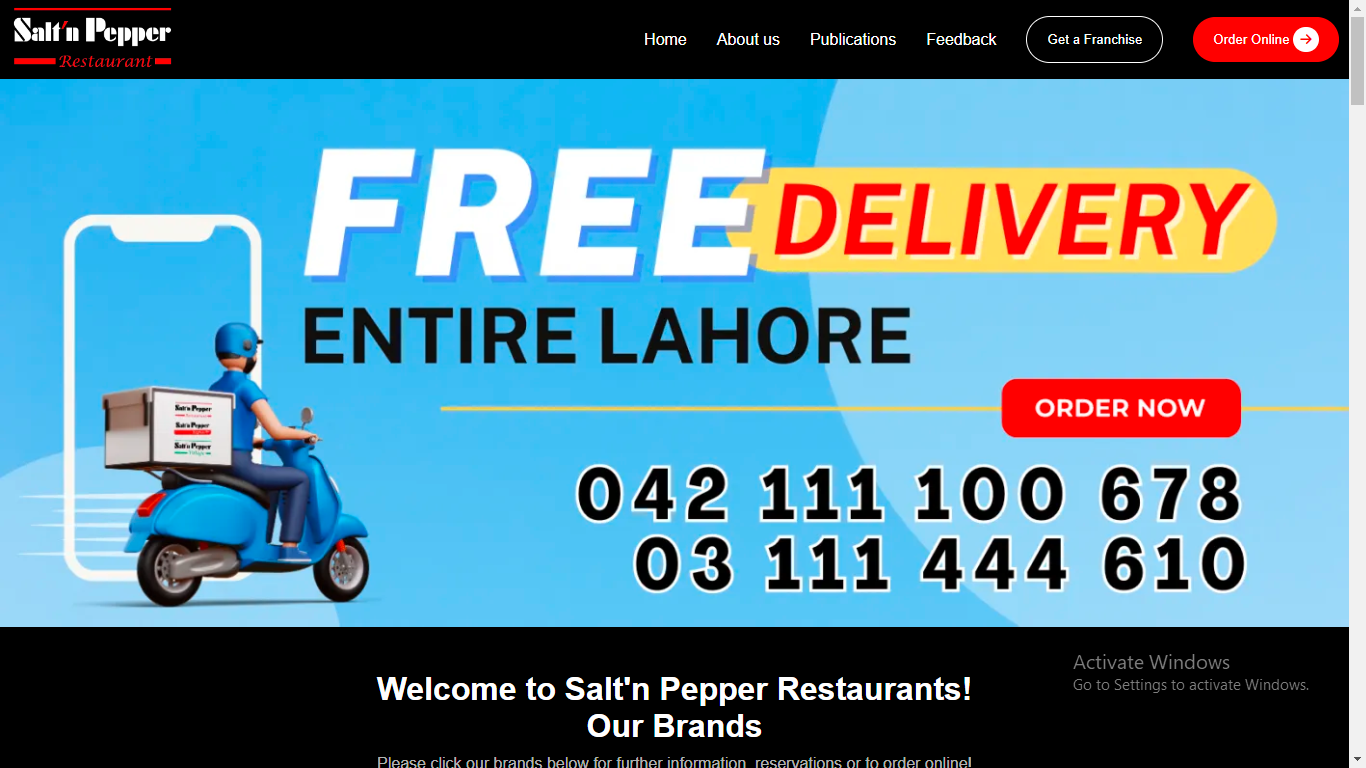 Salt'n Pepper
Restaurant
Home
About us
Publications
Feedback
Get a Franchise
Order Online
FREE DELIVERY
ENTIRE LAHORE
Salt'n Pepper
Salt'n Pepper
Salt'n Pepper
Village
ORDER NOW
042 111 100 678
03 111 444 610
Welcome to Salt'n Pepper Restaurants!
Our Brands
Please click our brands below for further information, reservations or to order online!
Activate Windows
Go to Settings to activate Windows.